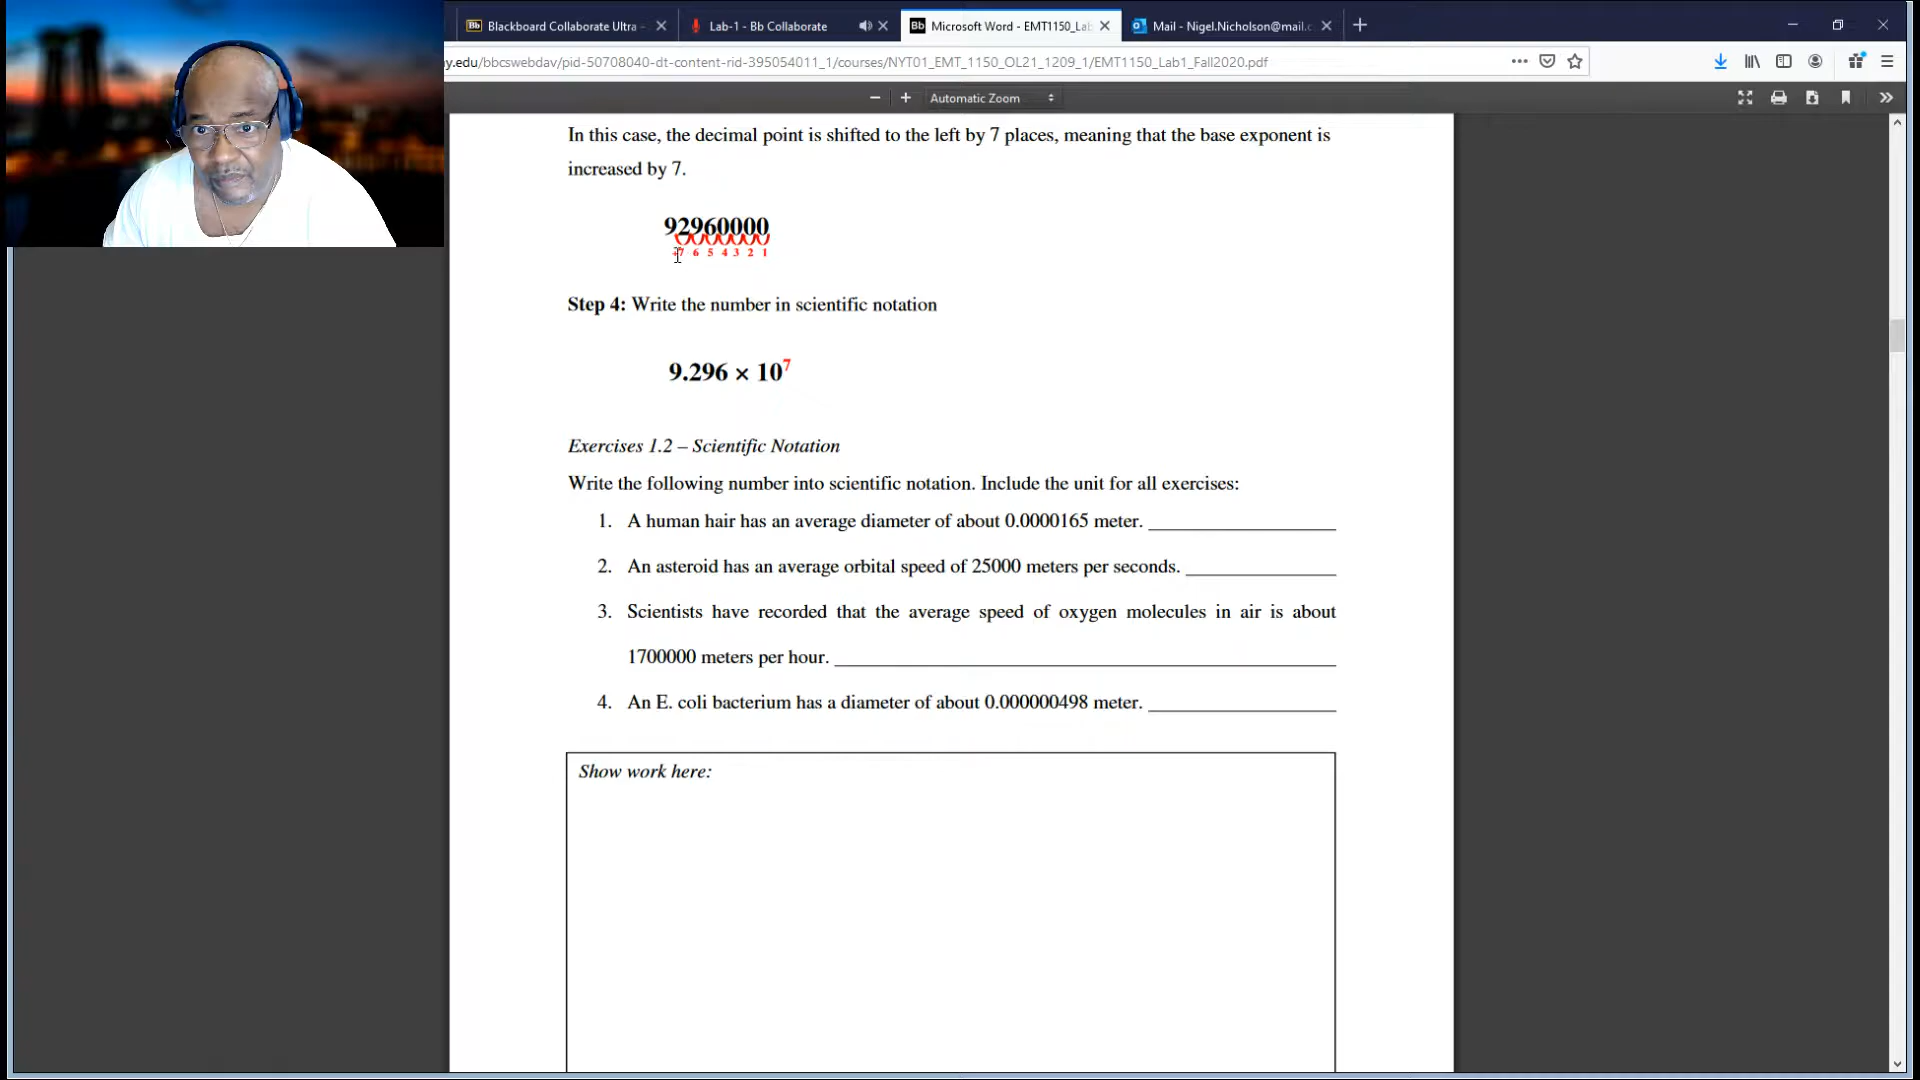 Blackboard Collaborate Ultra -
Lab-1 - Bb Collaborate
Microsoft Word - EMT1150_Lab
Mail - Nigel.Nicholson@mail.c
y.edu/bbcswebdav/pid-50708040-dt-content-rid-395054011_1/courses/NYT01_EMT_1150_OL21_1209_1/EMT1150_Lab1_Fall2020.pdf
Automatic Zoom
In this case, the decimal point is shifted to the left by 7 places, meaning that the base exponent is
increased by 7.
92960000
7 6 5 4 3 2 1
Step 4: Write the number in scientific notation
9.296 × 10⁷
Exercises 1.2 – Scientific Notation
Write the following number into scientific notation. Include the unit for all exercises:
1. A human hair has an average diameter of about 0.0000165 meter. ____________________
2. An asteroid has an average orbital speed of 25000 meters per seconds. ________________
3. Scientists have recorded that the average speed of oxygen molecules in air is about
1700000 meters per hour. ____________________________________________________
4. An E. coli bacterium has a diameter of about 0.000000498 meter. ____________________
Show work here: